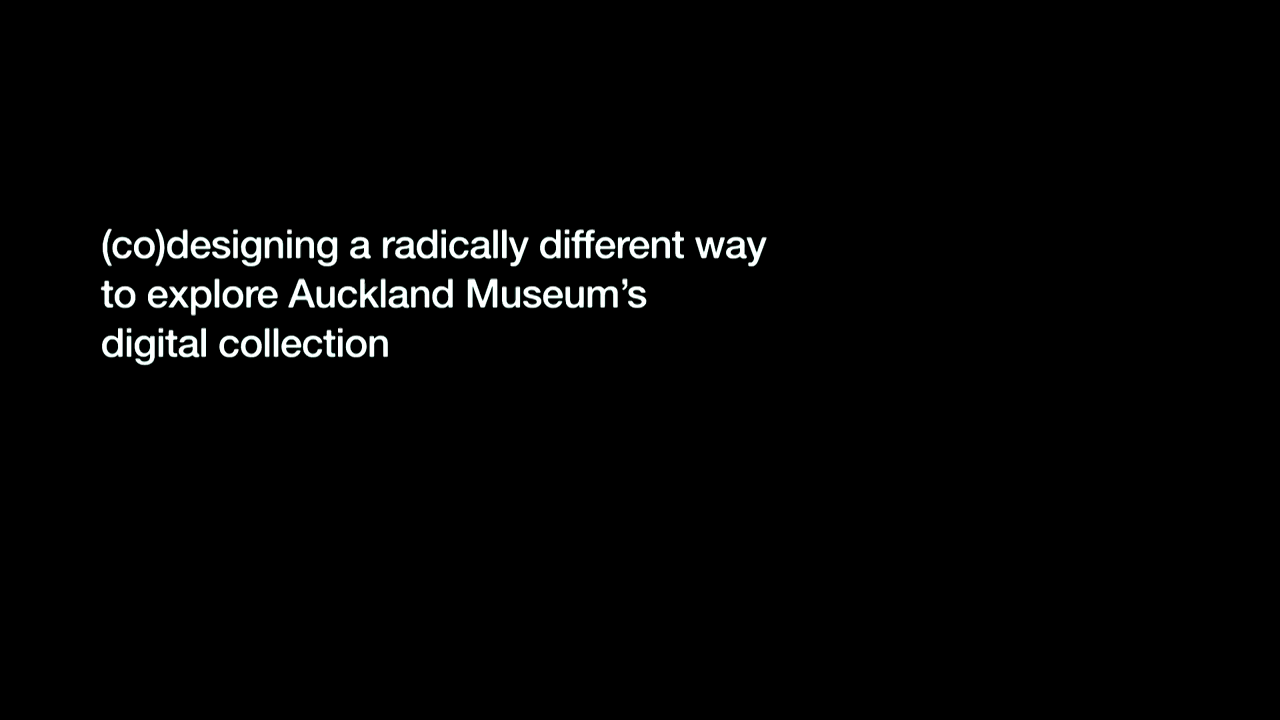 (co)designing a radically different way
to explore Auckland Museum’s
digital collection